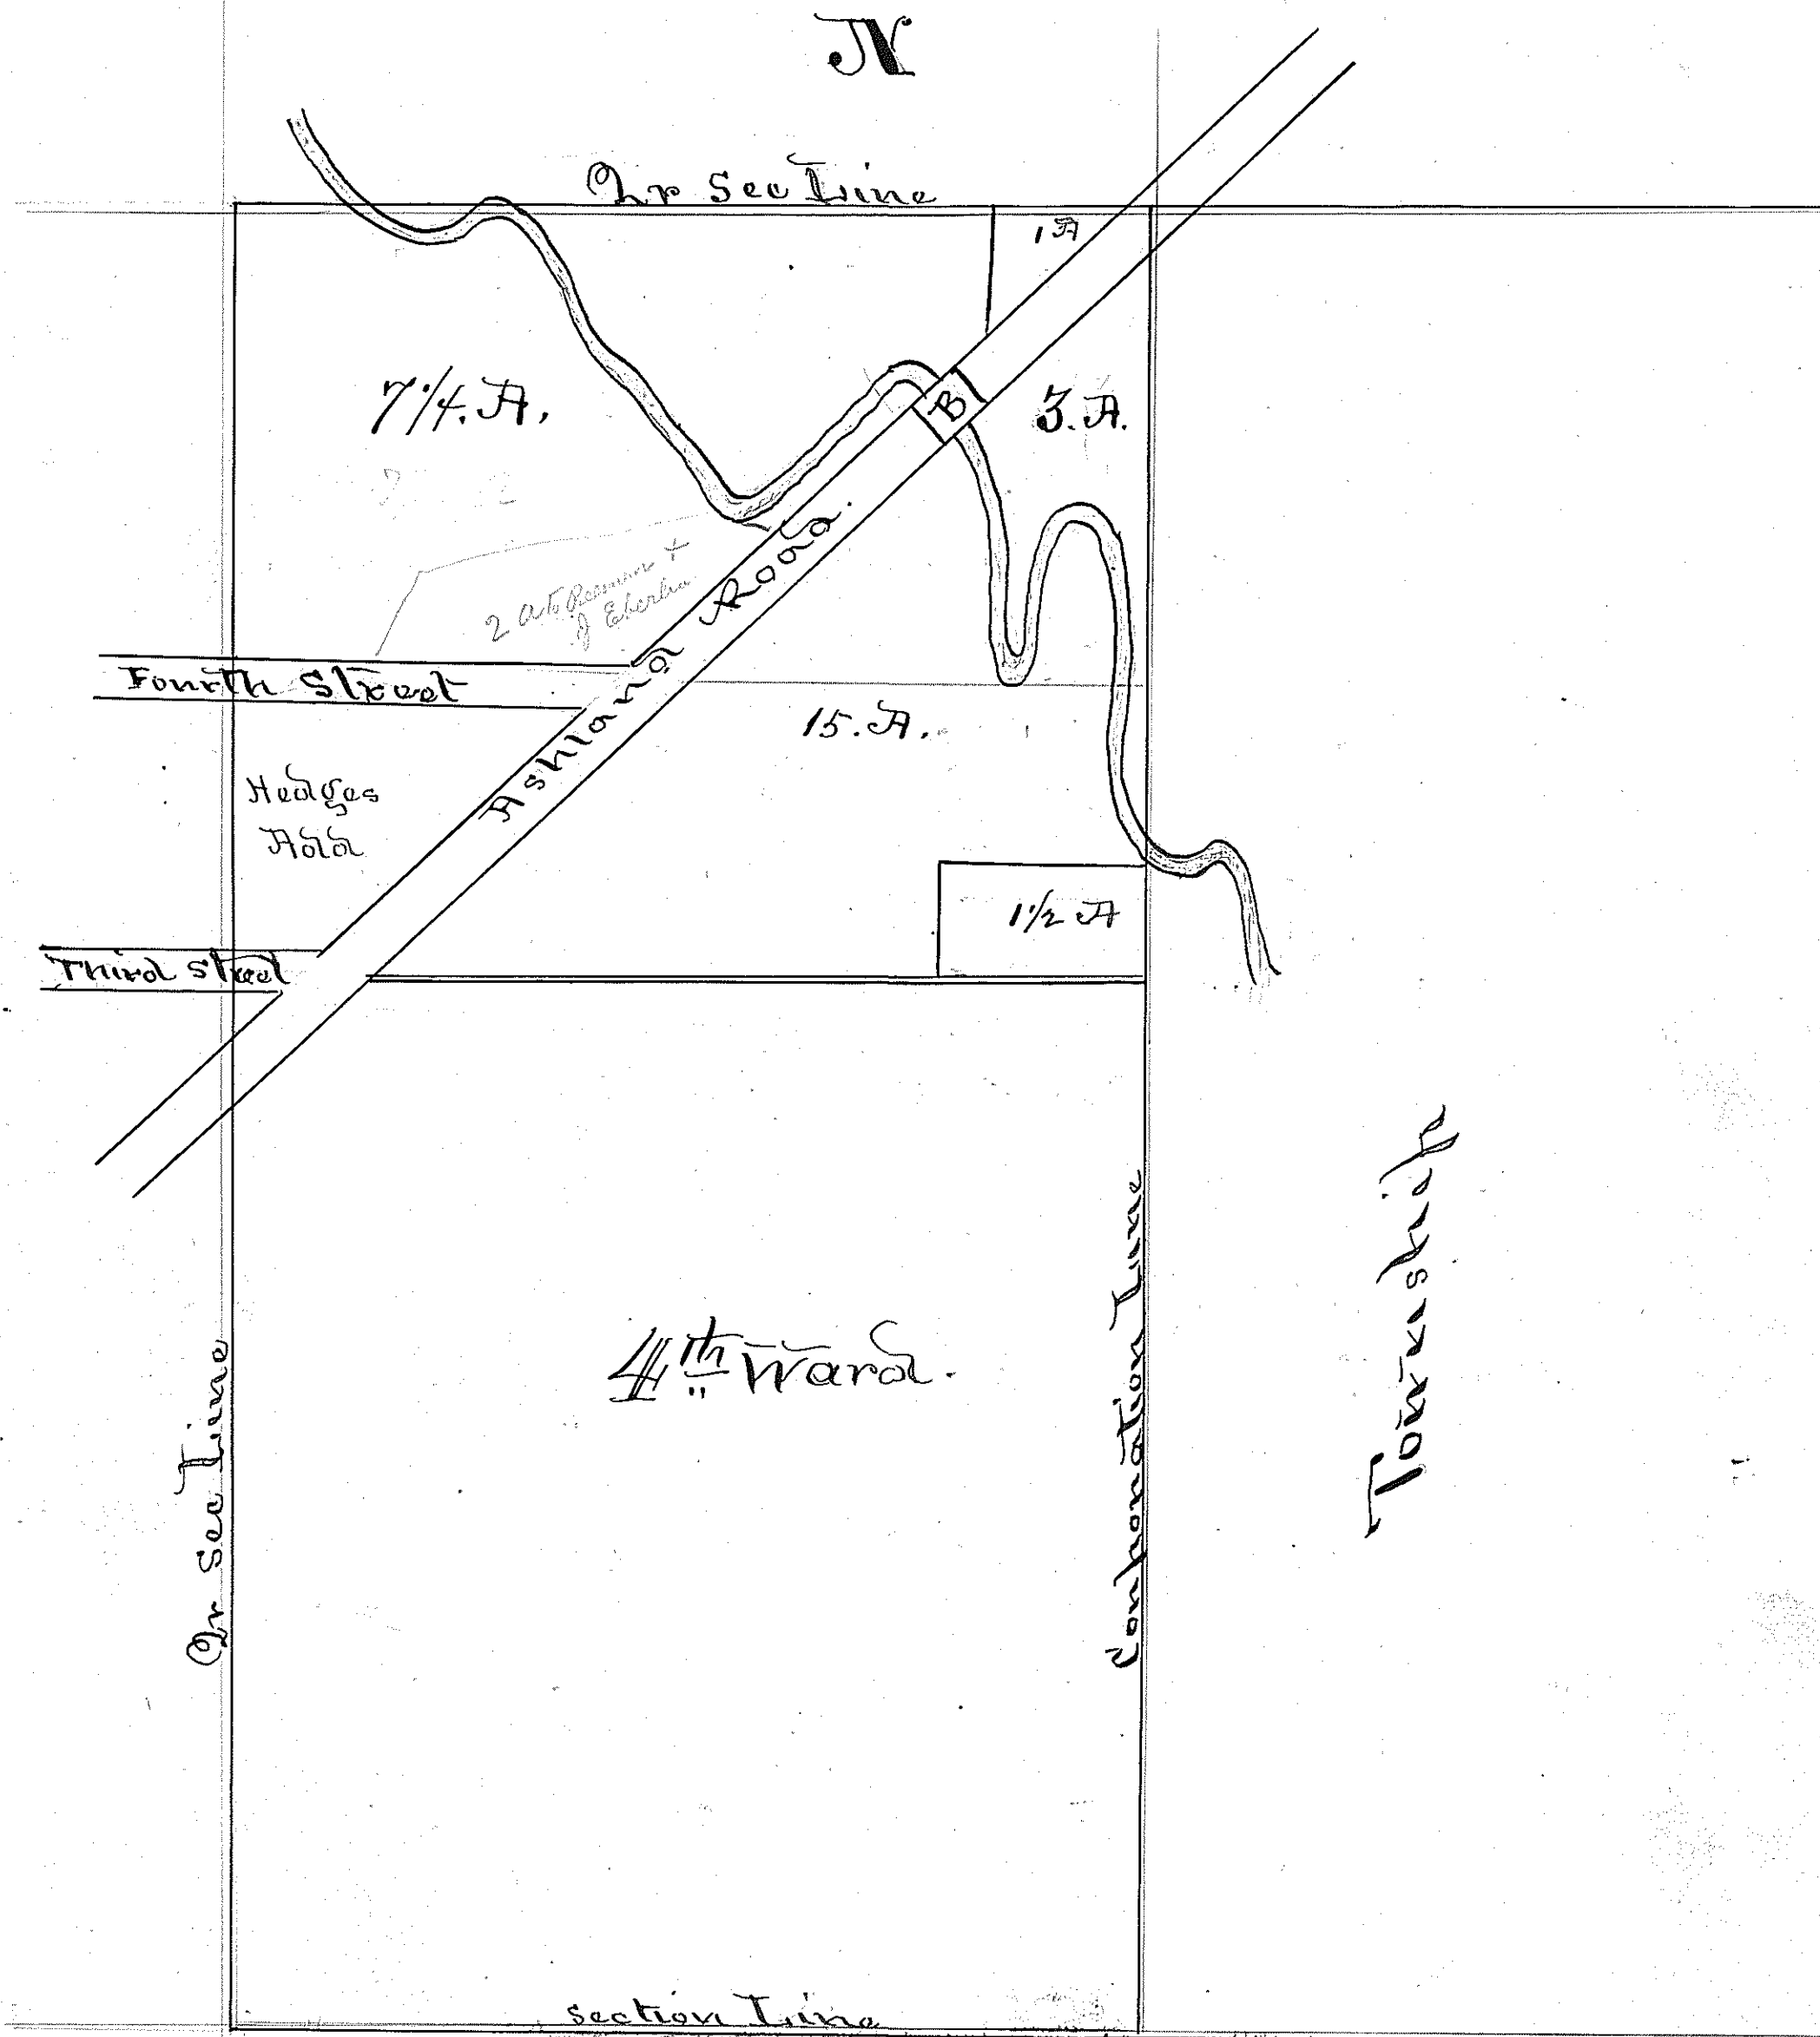 N
Qr Sec Line
1 A
7 1/4. A.
B
3. A.
2 A to
J Eberlin
Ashland Road.
Fourth Street
15. A.
Hedges
Add
1 1/2 A
Third Street
4th Ward.
Qr Sec Line
Corporation Line
Township
Section Line